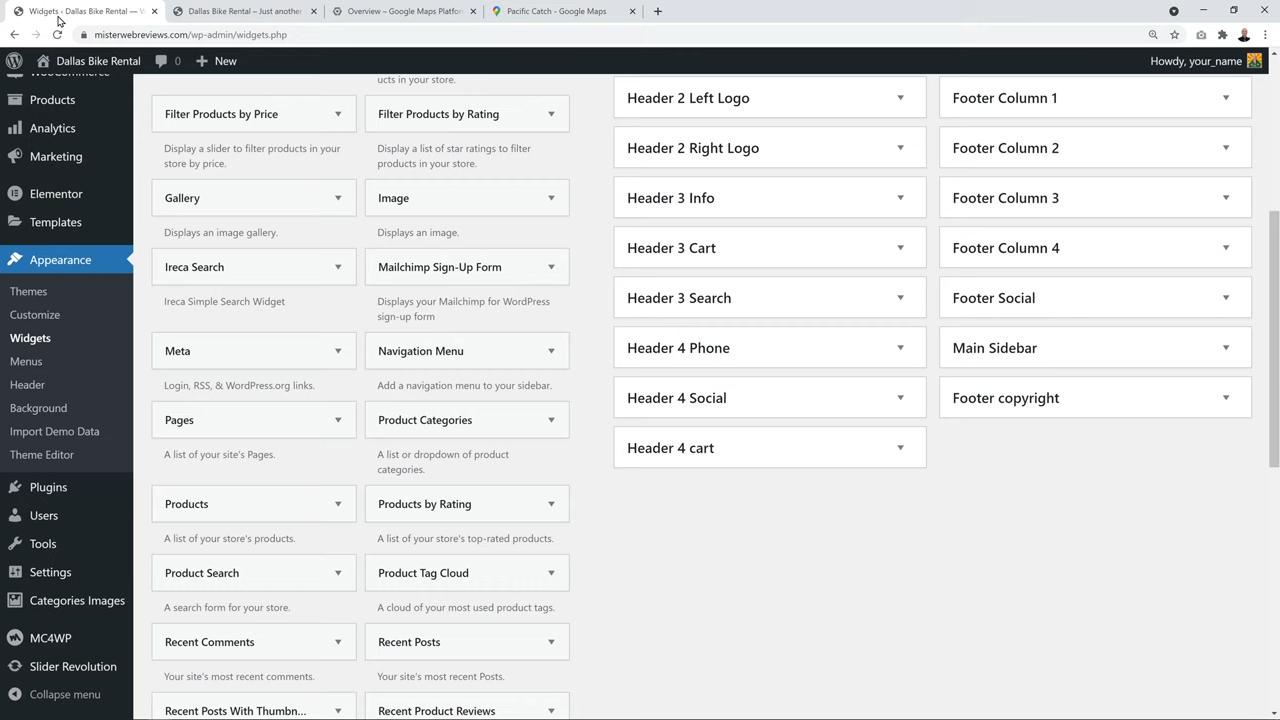 Widgets ‹ Dallas Bike Rental — W
Dallas Bike Rental – Just another
Overview – Google Maps Platfor
Pacific Catch - Google Maps
misterwebreviews.com/wp-admin/widgets.php
Dallas Bike Rental
0
New
Howdy, your_name
WooCommerce
Products
Analytics
Marketing
Elementor
Templates
Appearance
Themes
Customize
Widgets
Menus
Header
Background
Import Demo Data
Theme Editor
Plugins
Users
Tools
Settings
Categories Images
MC4WP
Slider Revolution
Collapse menu
ucts in your store.
Filter Products by Price
Display a slider to filter products in your
store by price.
Filter Products by Rating
Display a list of star ratings to filter
products in your store.
Gallery
Displays an image gallery.
Image
Displays an image.
Ireca Search
Ireca Simple Search Widget
Mailchimp Sign-Up Form
Displays your Mailchimp for WordPress
sign-up form
Meta
Login, RSS, & WordPress.org links.
Navigation Menu
Add a navigation menu to your sidebar.
Pages
A list of your site's Pages.
Product Categories
A list or dropdown of product
categories.
Products
A list of your store's products.
Products by Rating
A list of your store's top-rated products.
Product Search
A search form for your store.
Product Tag Cloud
A cloud of your most used product tags.
Recent Comments
Your site's most recent comments.
Recent Posts
Your site's most recent Posts.
Recent Posts With Thumbn...
Recent Product Reviews
Header 2 Left Logo
Header 2 Right Logo
Header 3 Info
Header 3 Cart
Header 3 Search
Header 4 Phone
Header 4 Social
Header 4 cart
Footer Column 1
Footer Column 2
Footer Column 3
Footer Column 4
Footer Social
Main Sidebar
Footer copyright